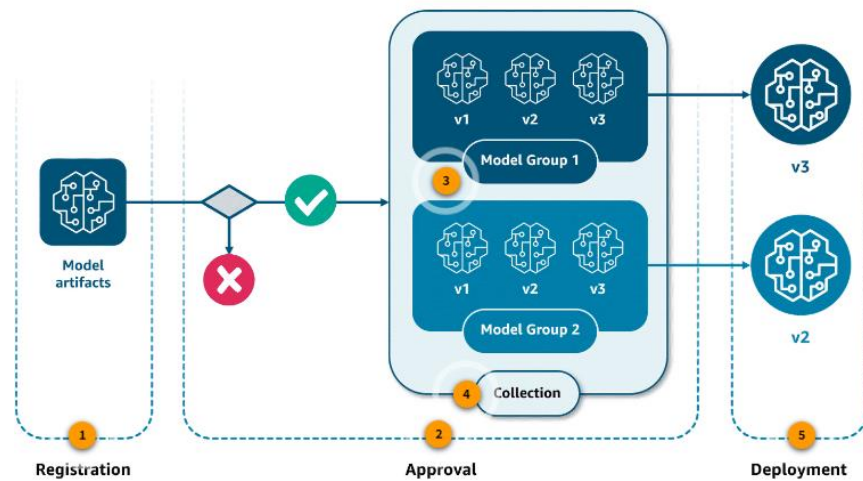 v1
v2
v3
Model Group 1
3
v3
Model
artifacts
v1
v2
v3
Model Group 2
v2
4
Collection
1
2
5
Registration
Approval
Deployment